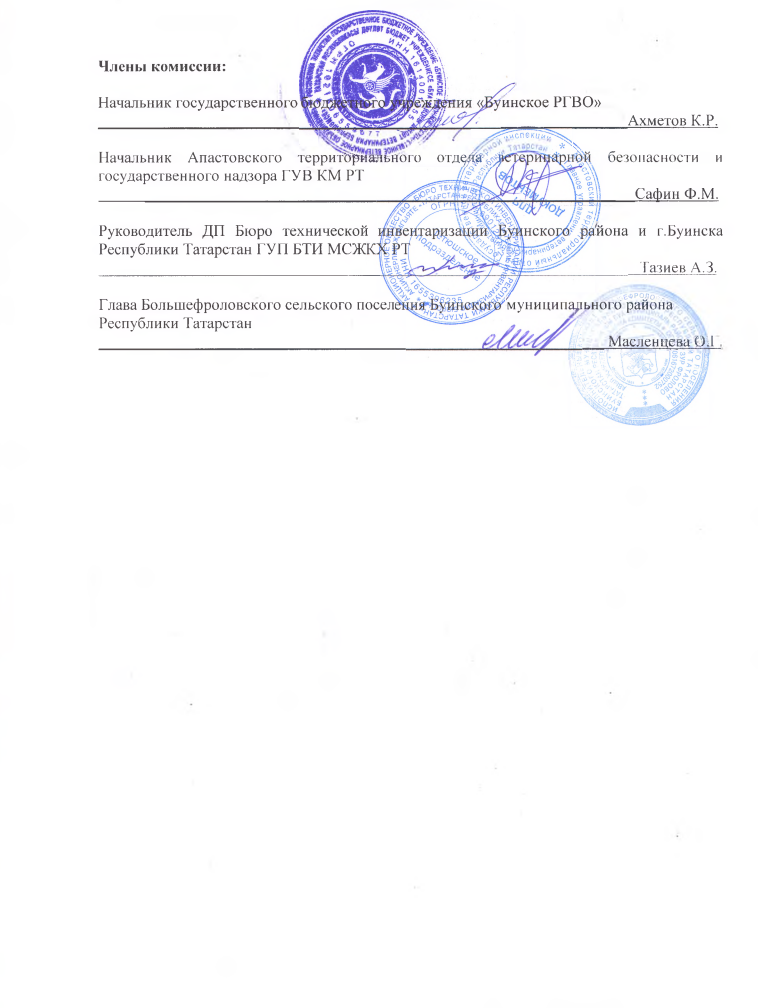 Члены комиссии:
Начальник государственного бюджетного учреждения «Буинское РГВО»
Ахметов К.Р.
Начальник Апастовского территориального отдела ветеринарной безопасности и
государственного надзора ГУВ КМ РТ
Сафин Ф.М.
Руководитель ДП Бюро технической инвентаризации Буинского района и г.Буинска
Республики Татарстан ГУП БТИ МСЖКХ РТ
Тазиев А.З.
Глава Большефроловского сельского поселения Буинского муниципального района
Республики Татарстан
Масленцева О.Г.
ДЛЯ
ДОКУМЕНТОВ